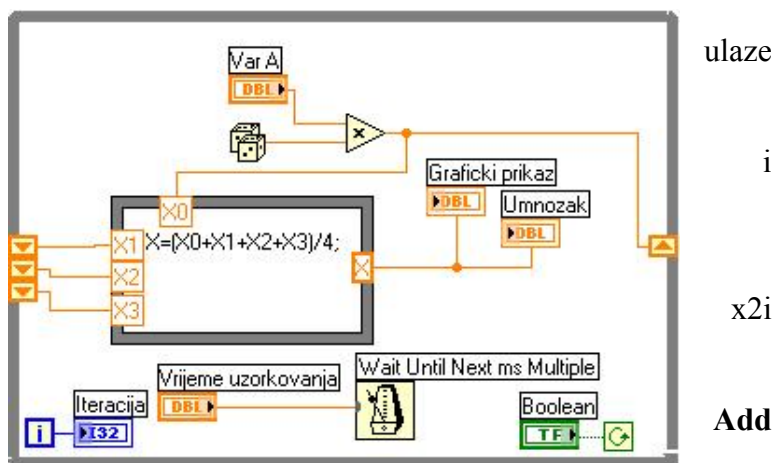 ulaze
Var A
DBL
x
i
Graficki prikaz
DBL
Umnozak
DBL
X0
X1
X=(X0+X1+X2+X3)/4;
X2
X3
X
x2i
Wait Until Next ms Multiple
Vrijeme uzorkovanja
DBL
Iteracija
i
I32
Boolean
TF
Add